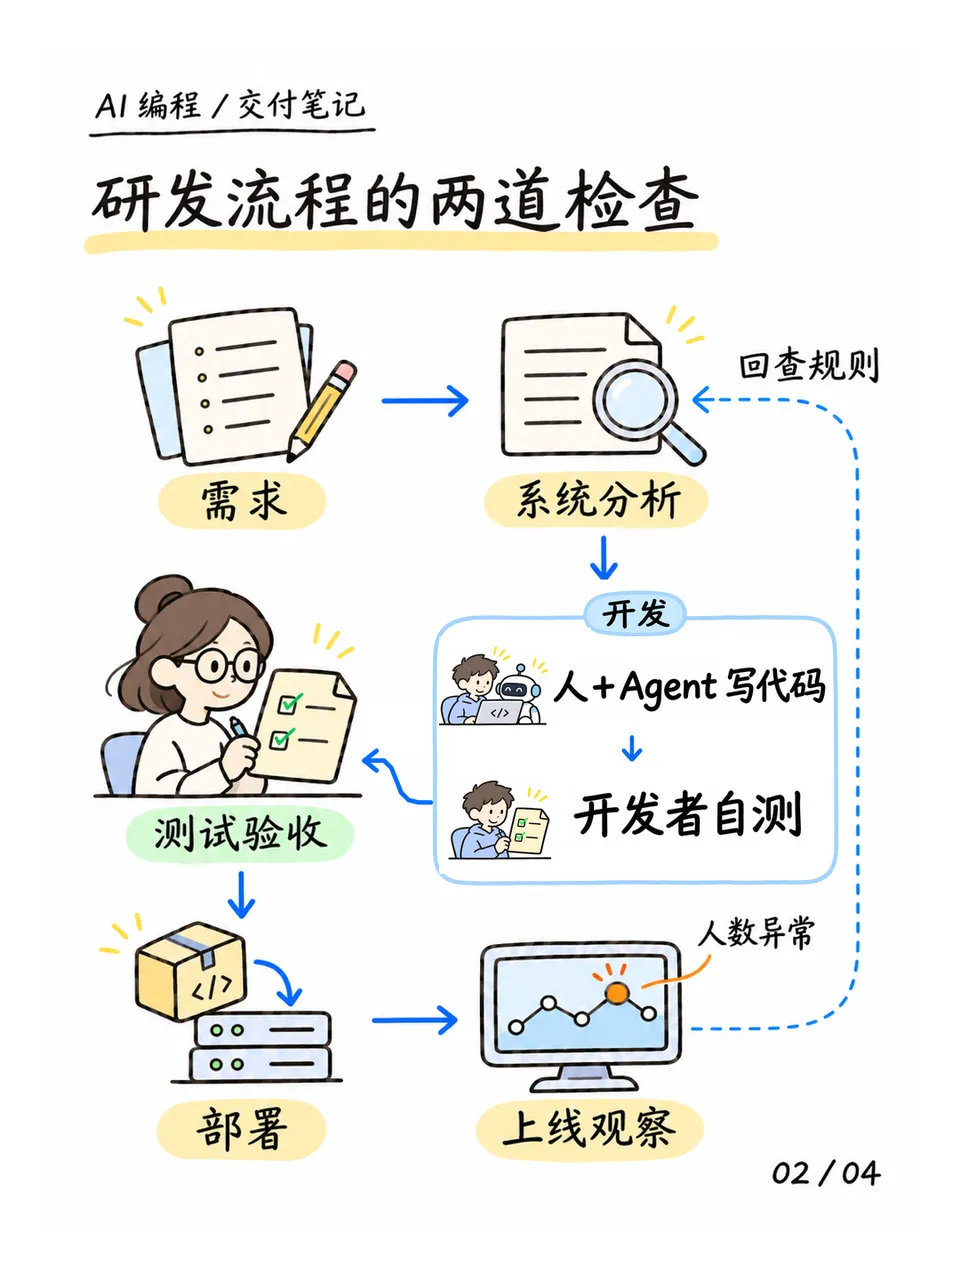 AI 编程 / 交付笔记
研发流程的两道检查
回查规则
需求
系统分析
开发
</>
人+Agent 写代码
开发者自测
测试验收
人数异常
</>
部署
上线观察
02 / 04